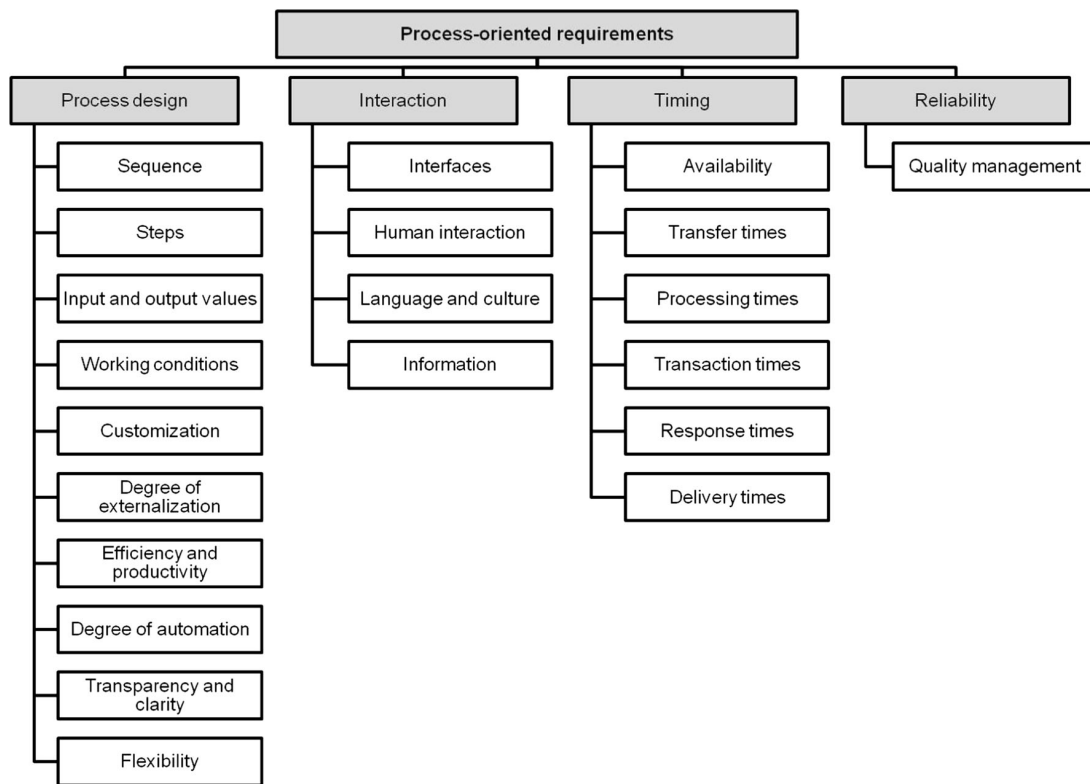 Process-oriented requirements
Process design
Sequence
Steps
Input and output values
Working conditions
Customization
Degree of
externalization
Efficiency and
productivity
Degree of automation
Transparency and
clarity
Flexibility
Interaction
Interfaces
Human interaction
Language and culture
Information
Timing
Availability
Transfer times
Processing times
Transaction times
Response times
Delivery times
Reliability
Quality management